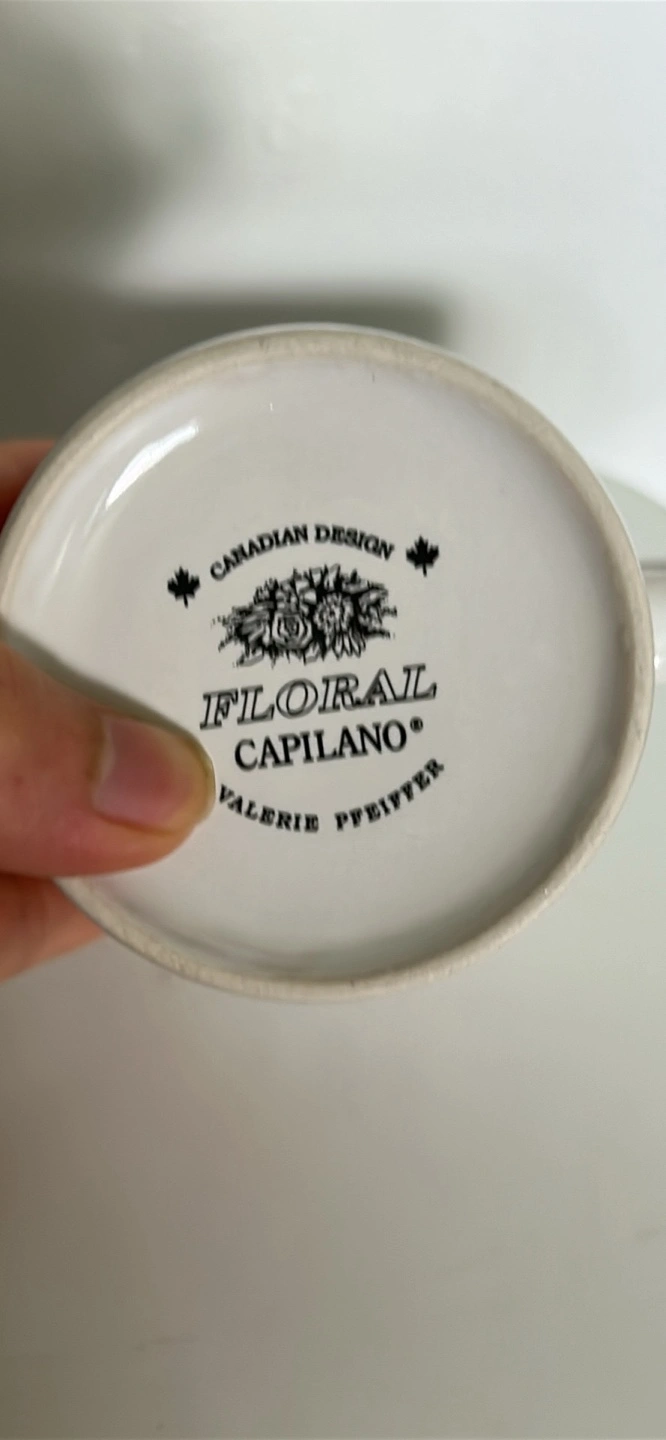 CANADIAN DESIGN
FLORAL
CAPILANO®
VALERIE PFEIFFER